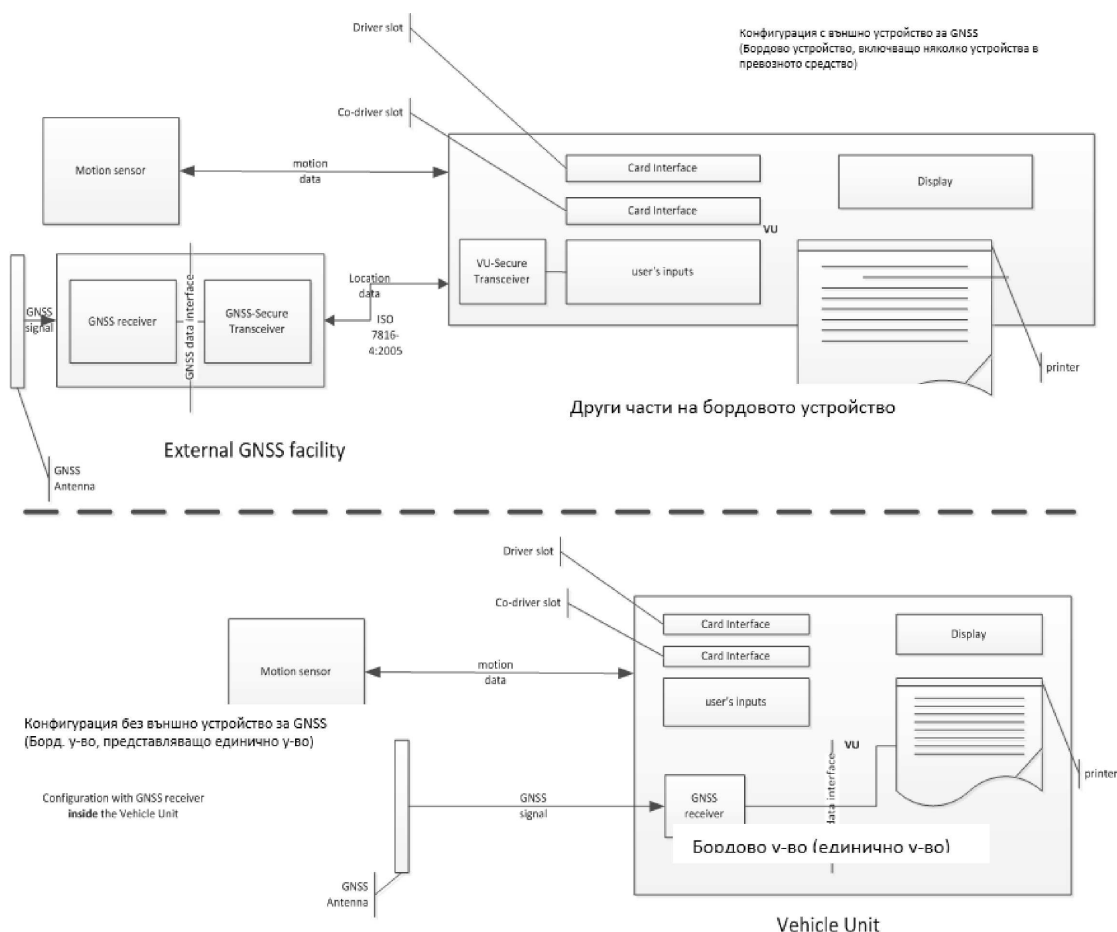 Driver slot
Конфигурация с външно устройство за GNSS
(Бордово устройство, включващо няколко устройства в
превозното средство)
Co-driver slot
Motion sensor
motion
data
Card Interface
Card Interface
Display
VU
VU-Secure
Transceiver
user's inputs
GNSS
signal
GNSS receiver
GNSS data interface
GNSS-Secure
Transceiver
Location
data
ISO
7816-
4:2005
printer
Други части на бордовото устройство
External GNSS facility
GNSS
Antenna
Driver slot
Co-driver slot
Motion sensor
motion
data
Card Interface
Card Interface
Display
user's inputs
Конфигурация без външно устройство за GNSS
(Борд. у-во, представляващо единично у-во)
VU
printer
Configuration with GNSS receiver
inside the Vehicle Unit
GNSS
signal
GNSS
receiver
data interface
Бордово у-во (единично у-во)
GNSS
Antenna
Vehicle Unit